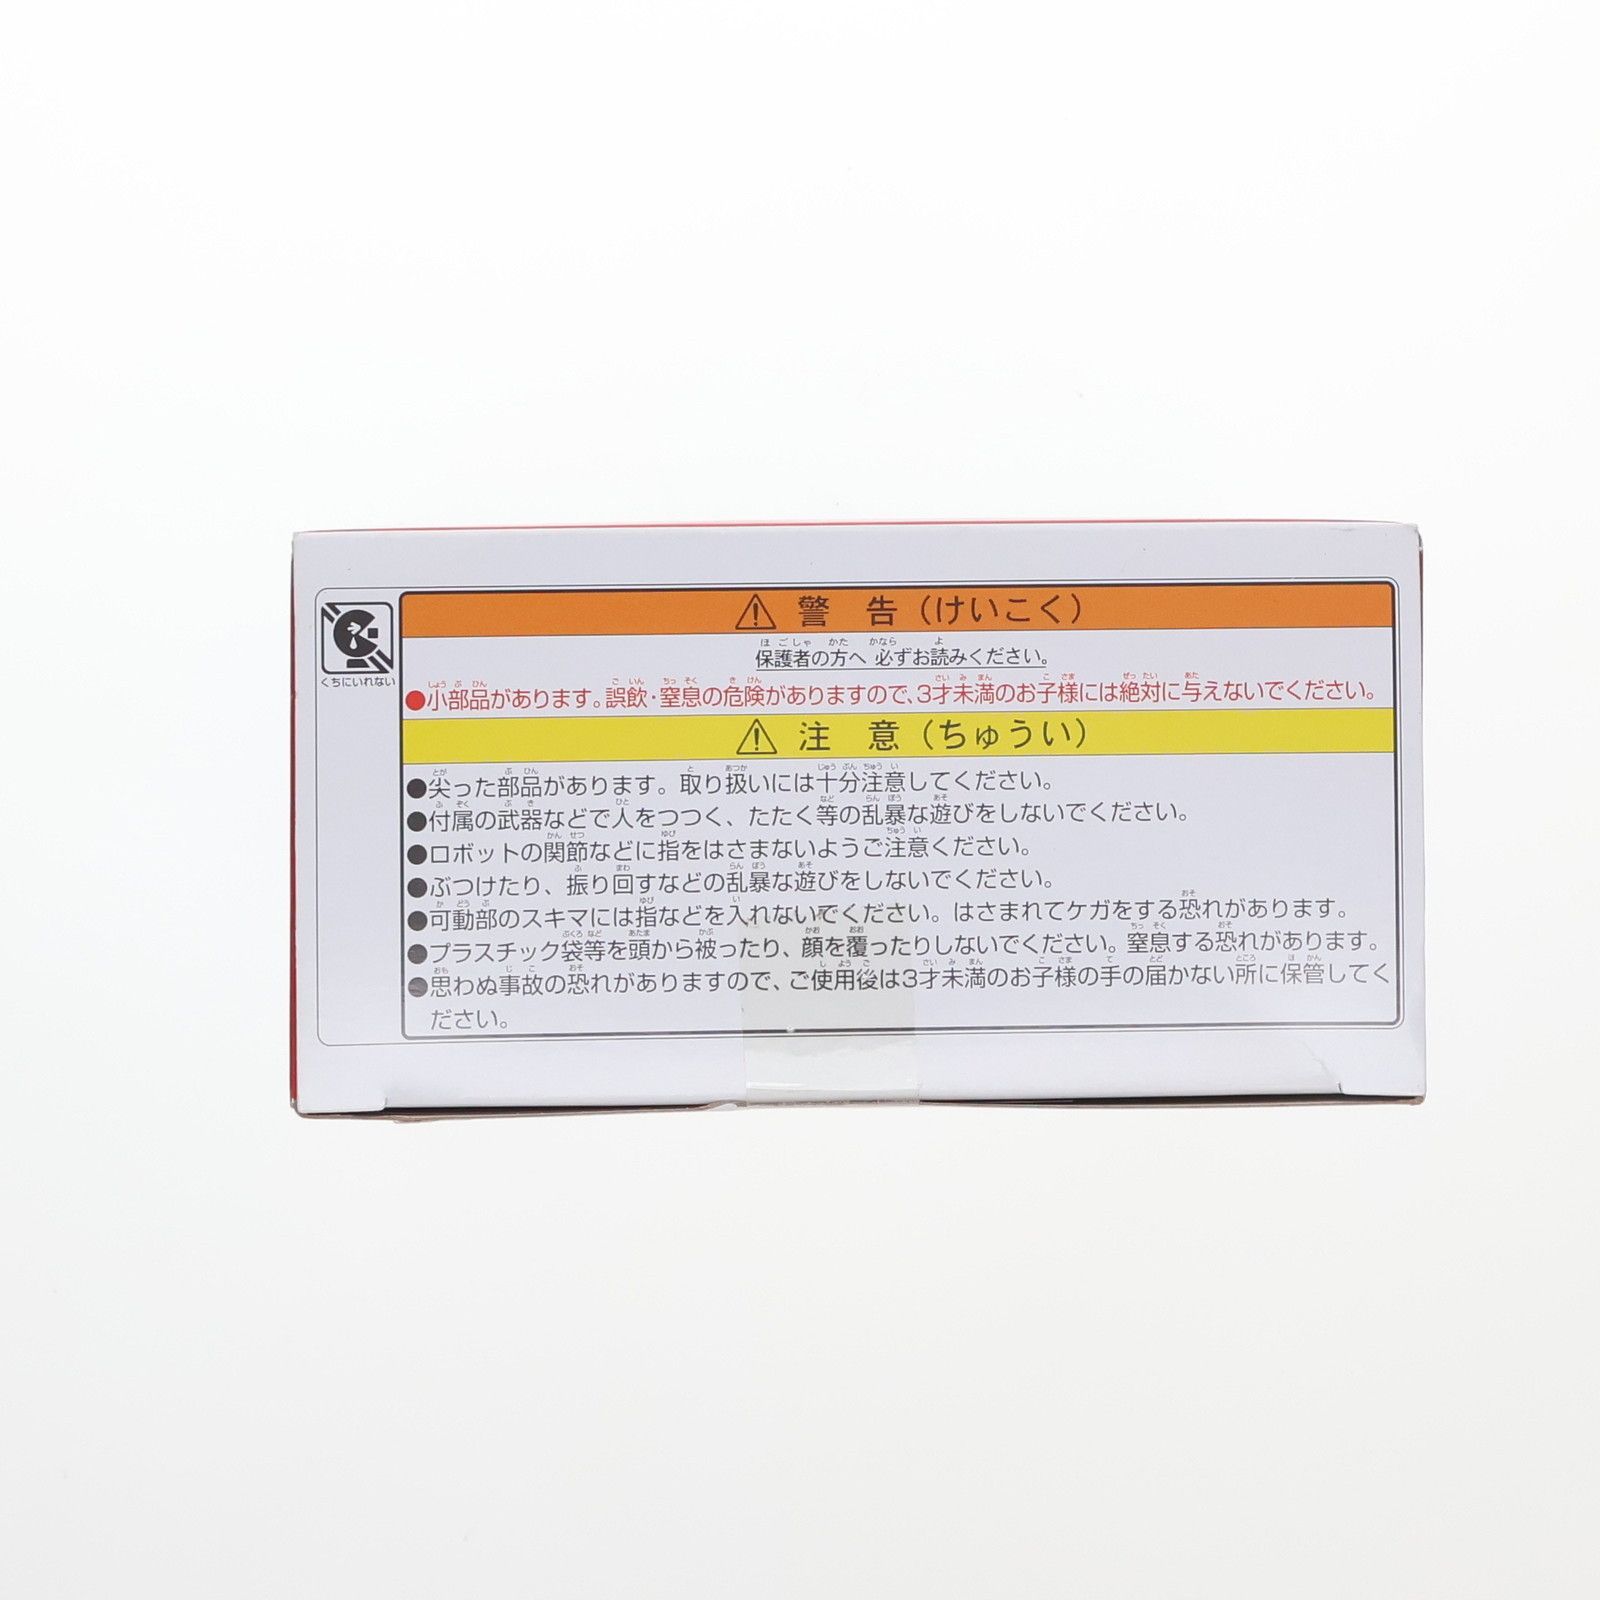 くちにいれない
警 告（けいこく）
保護者の方へ 必ずお読みください。
●小部品があります。誤飲・窒息の危険がありますので、3才未満のお子様には絶対に与えないでください。
注 意（ちゅうい）
●尖った部品があります。取り扱いには十分注意してください。
●付属の武器などで人をつつく、たたく等の乱暴な遊びをしないでください。
●ロボットの関節などに指をはさまないようご注意ください。
●ぶつけたり、振り回すなどの乱暴な遊びをしないでください。
●可動部のスキマには指などを入れないでください。はさまれてケガをする恐れがあります。
●プラスチック袋等を頭から被ったり、顔を覆ったりしないでください。窒息する恐れがあります。
●思わぬ事故の恐れがありますので、ご使用後は3才未満のお子様の手の届かない所に保管してく
ださい。